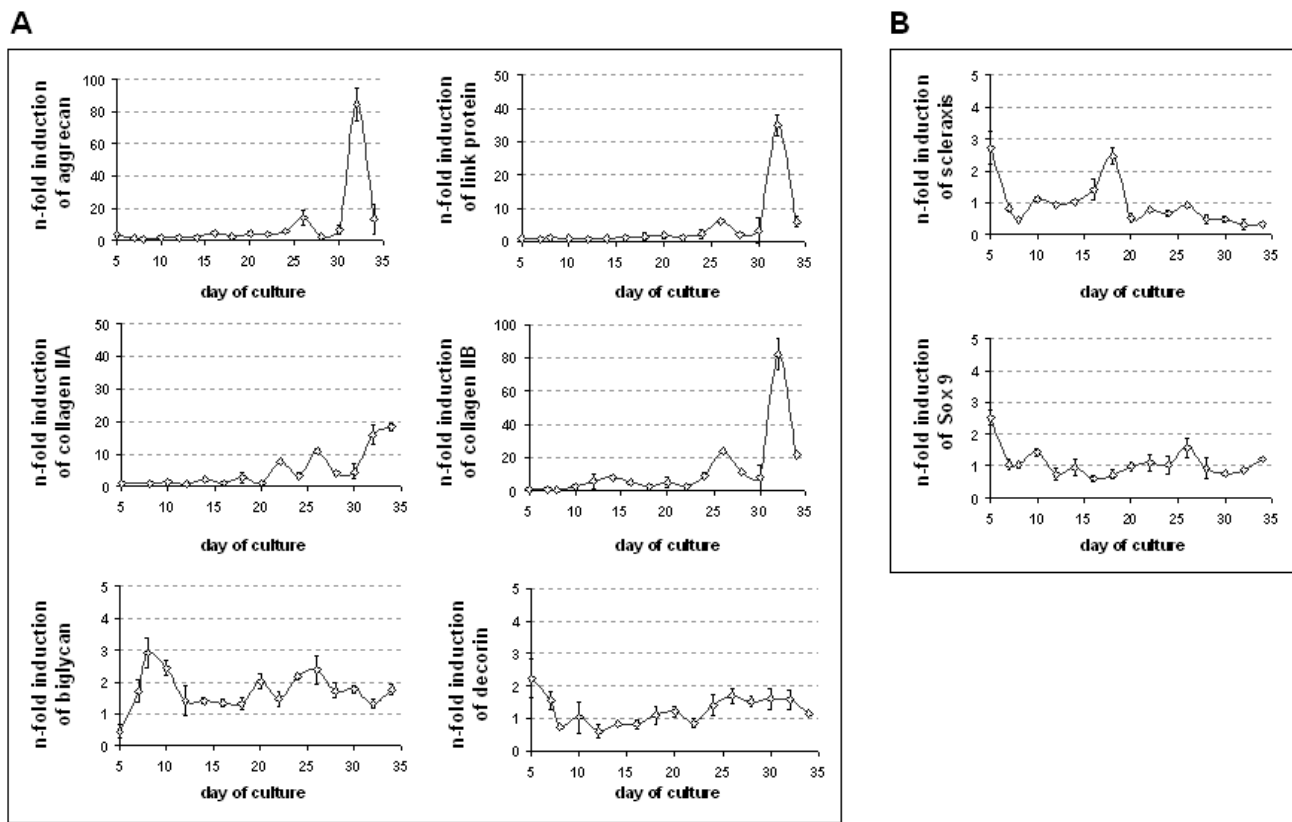 A
n-fold induction
of aggrecan
100
80
60
40
20
0
5 10 15 20 25 30 35
day of culture
n-fold induction
of link protein
50
40
30
20
10
0
5 10 15 20 25 30 35
day of culture
n-fold induction
of collagen IIA
50
40
30
20
10
0
5 10 15 20 25 30 35
day of culture
n-fold induction
of collagen IIB
100
80
60
40
20
0
5 10 15 20 25 30 35
day of culture
n-fold induction
of biglycan
5
4
3
2
1
0
5 10 15 20 25 30 35
day of culture
n-fold induction
of decorin
5
4
3
2
1
0
5 10 15 20 25 30 35
day of culture
B
n-fold induction
of scleraxis
5
4
3
2
1
0
5 10 15 20 25 30 35
day of culture
n-fold induction
of Sox 9
5
4
3
2
1
0
5 10 15 20 25 30 35
day of culture